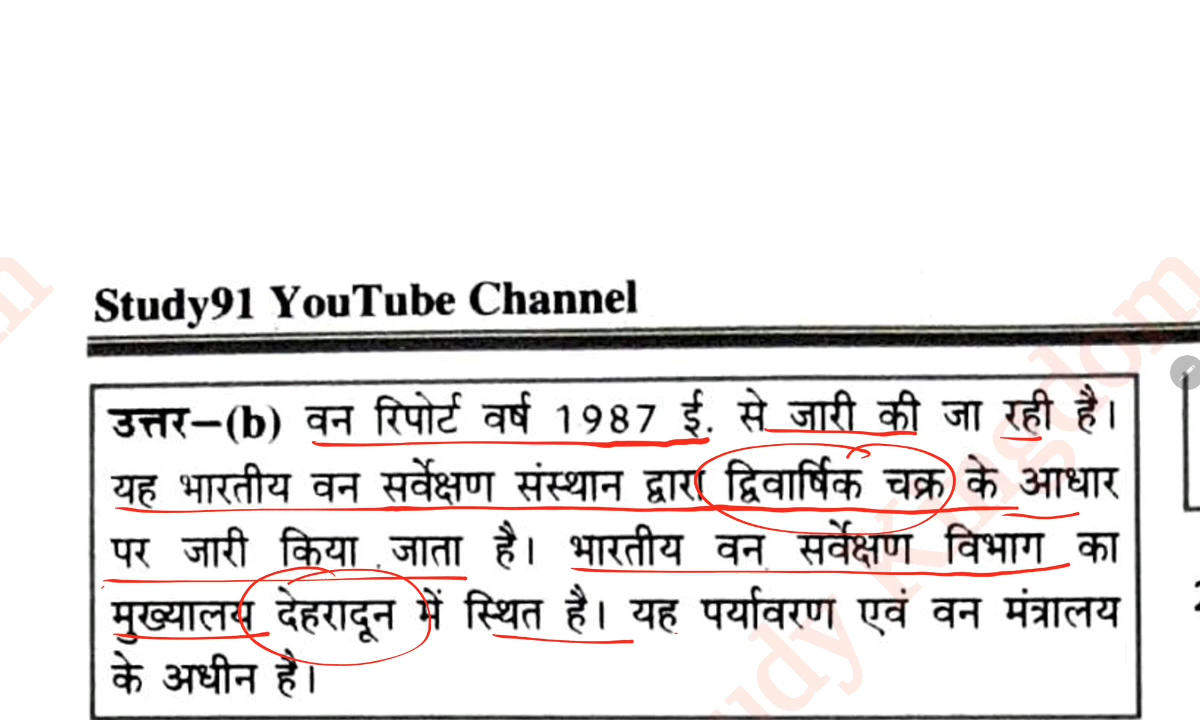 Study91 YouTube Channel
उत्तर–(b) वन रिपोर्ट वर्ष 1987 ई. से जारी की जा रही है।
यह भारतीय वन सर्वेक्षण संस्थान द्वारा द्विवार्षिक चक्र के आधार
पर जारी किया जाता है। भारतीय वन सर्वेक्षण विभाग का
मुख्यालय देहरादून में स्थित है। यह पर्यावरण एवं वन मंत्रालय
के अधीन है।